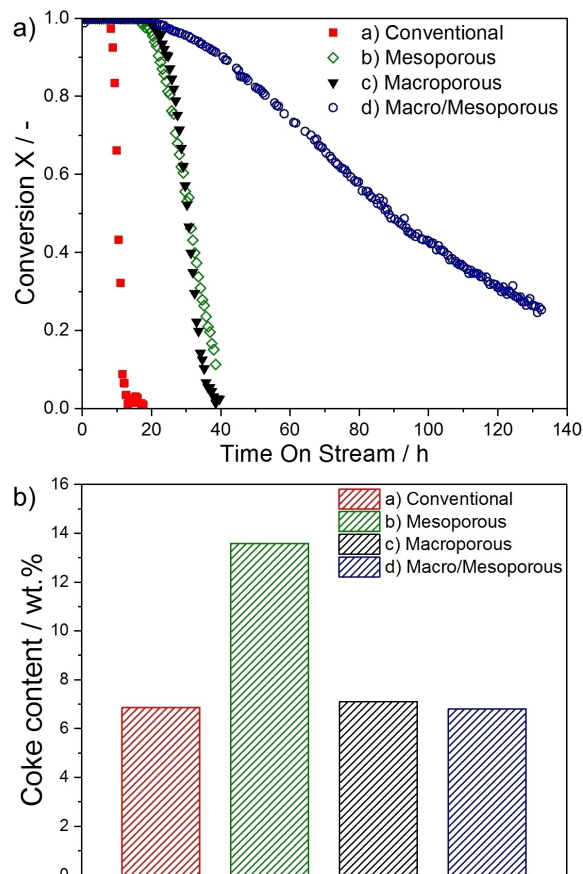 a)
1.0
0.8
0.6
0.4
0.2
0.0
Conversion X / -
a) Conventional
b) Mesoporous
c) Macroporous
d) Macro/Mesoporous
0 20 40 60 80 100 120 140
Time On Stream / h
b)
16
14
12
10
8
6
4
2
0
Coke content / wt.%
a) Conventional
b) Mesoporous
c) Macroporous
d) Macro/Mesoporous